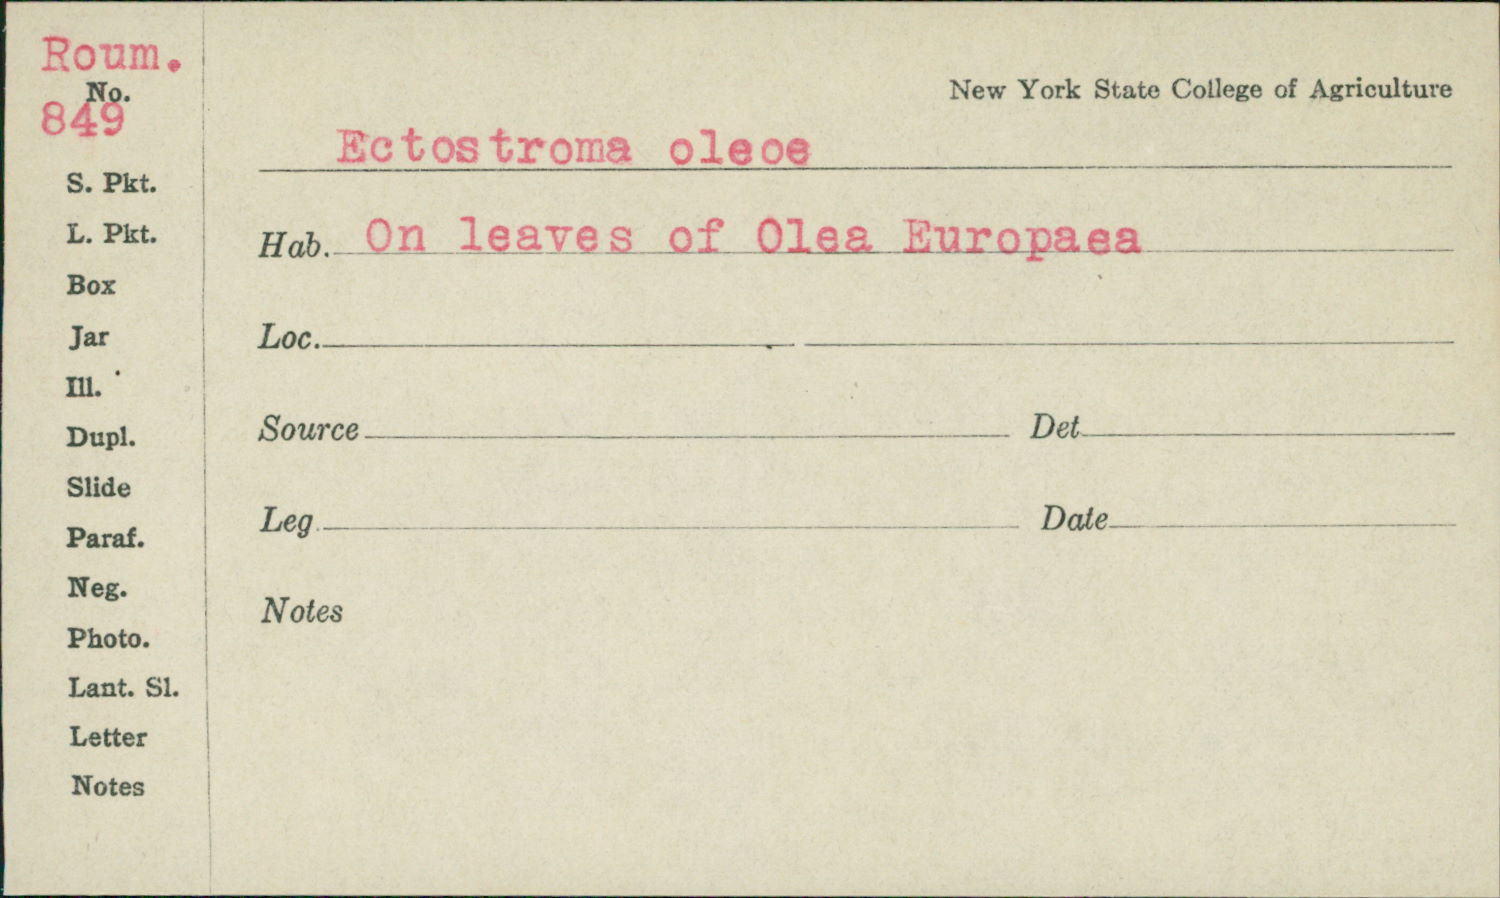 Roum.
No.
849
S. Pkt.
L. Pkt.
Box
Jar
Ill.
Dupl.
Slide
Paraf.
Neg.
Photo.
Lant. Sl.
Letter
Notes
New York State College of Agriculture
Ectostroma oleoe
Hab. On leaves of Olea Europaea
Loc.
Source Det.
Leg. Date
Notes